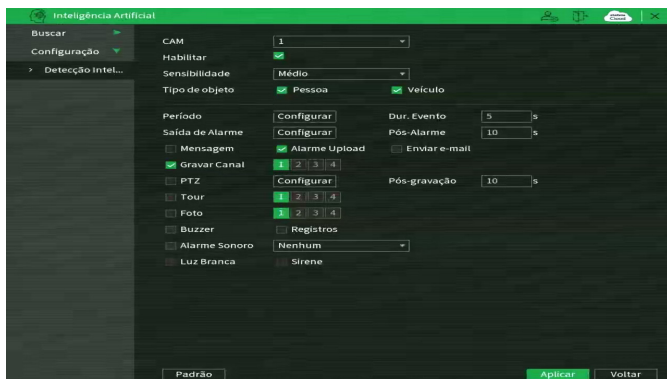 Inteligência Artificial
Buscar
Configuração
> Detecção Intel...
CAM 1
Habilitar
Sensibilidade Médio
Tipo de objeto Pessoa Veículo
Período Configurar Dur. Evento 5 s
Saída de Alarme Configurar Pós-Alarme 10 s
Mensagem Alarme Upload Enviar e-mail
Gravar Canal 1 2 3 4
PTZ Configurar Pós-gravação 10 s
Tour 1 2 3 4
Foto 1 2 3 4
Buzzer Registros
Alarme Sonoro Nenhum
Luz Branca Sirene
Padrão Aplicar Voltar